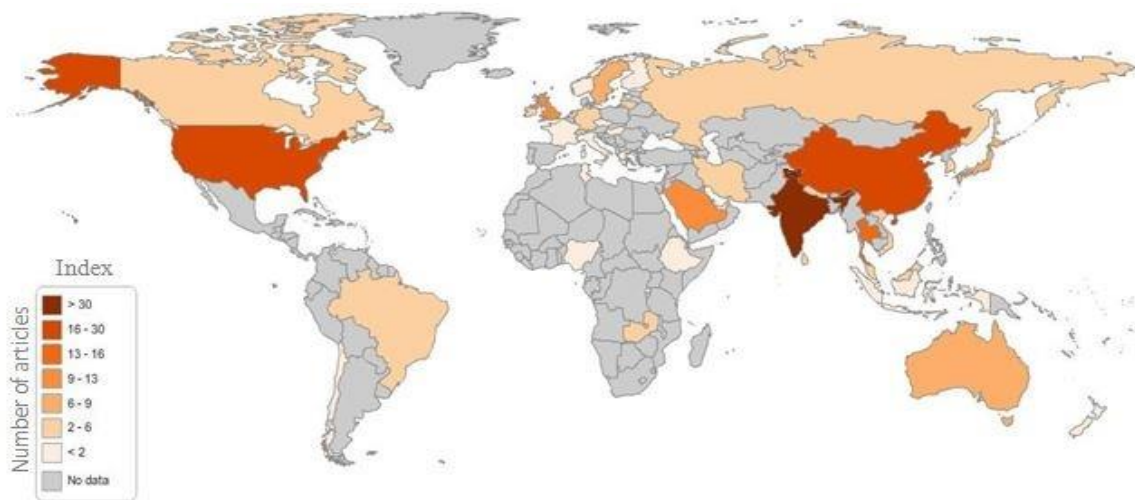 Index
Number of articles
> 30
16 - 30
13 - 16
9 - 13
6 - 9
2 - 6
< 2
No data